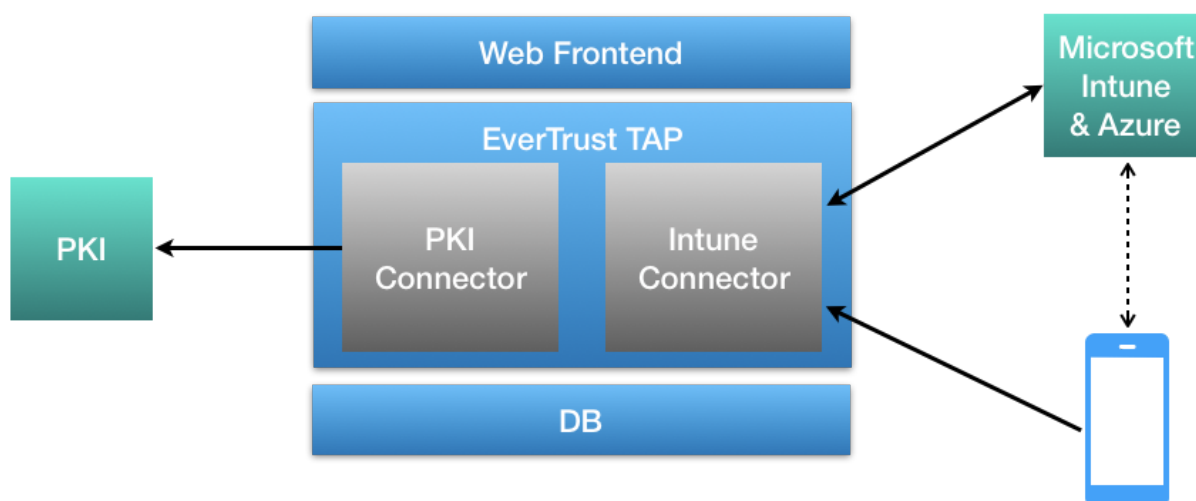 Web Frontend
Microsoft
Intune
& Azure
EverTrust TAP
PKI
PKI
Connector
Intune
Connector
DB